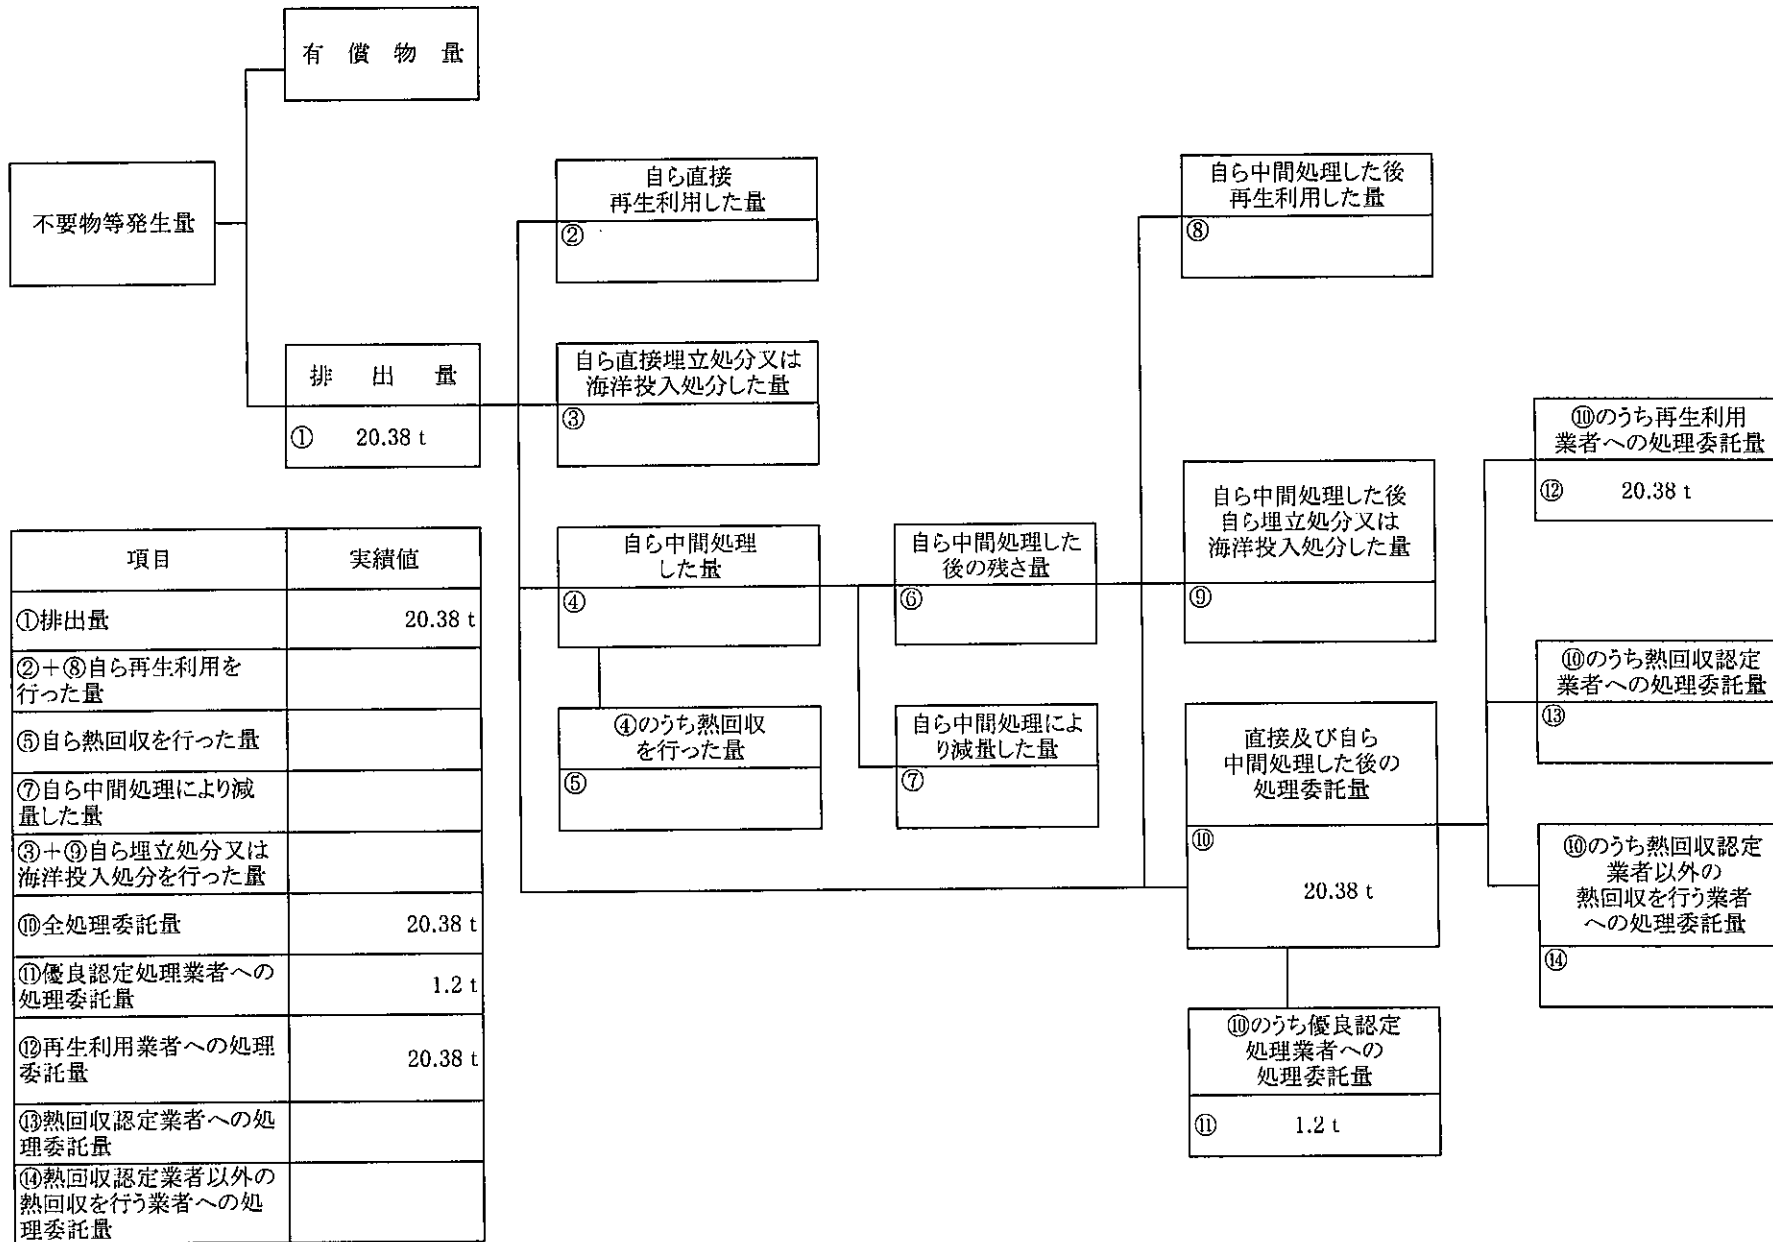 有償物量
不要物等発生量
排出量
① 20.38 t
自ら直接
再生利用した量
②
自ら直接埋立処分又は
海洋投入処分した量
③
自ら中間処理
した量
④
④のうち熱回収
を行った量
⑤
自ら中間処理した
後の残さ量
⑥
自ら中間処理によ
り減量した量
⑦
自ら中間処理した後
再生利用した量
⑧
自ら中間処理した後
自ら埋立処分又は
海洋投入処分した量
⑨
直接及び自ら
中間処理した後の
処理委託量
⑩
20.38 t
⑩のうち優良認定
処理業者への
処理委託量
⑪ 1.2 t
⑩のうち再生利用
業者への処理委託量
⑫ 20.38 t
⑩のうち熱回収認定
業者への処理委託量
⑬
⑩のうち熱回収認定
業者以外の
熱回収を行う業者
への処理委託量
⑭
項目 実績値
①排出量 20.38 t
②+⑧自ら再生利用を
行った量
⑤自ら熱回収を行った量
⑦自ら中間処理により減
量した量
③+⑨自ら埋立処分又は
海洋投入処分を行った量
⑩全処理委託量 20.38 t
⑪優良認定処理業者への
処理委託量 1.2 t
⑫再生利用業者への処理
委託量 20.38 t
⑬熱回収認定業者への処
理委託量
⑭熱回収認定業者以外の
熱回収を行う業者への処
理委託量